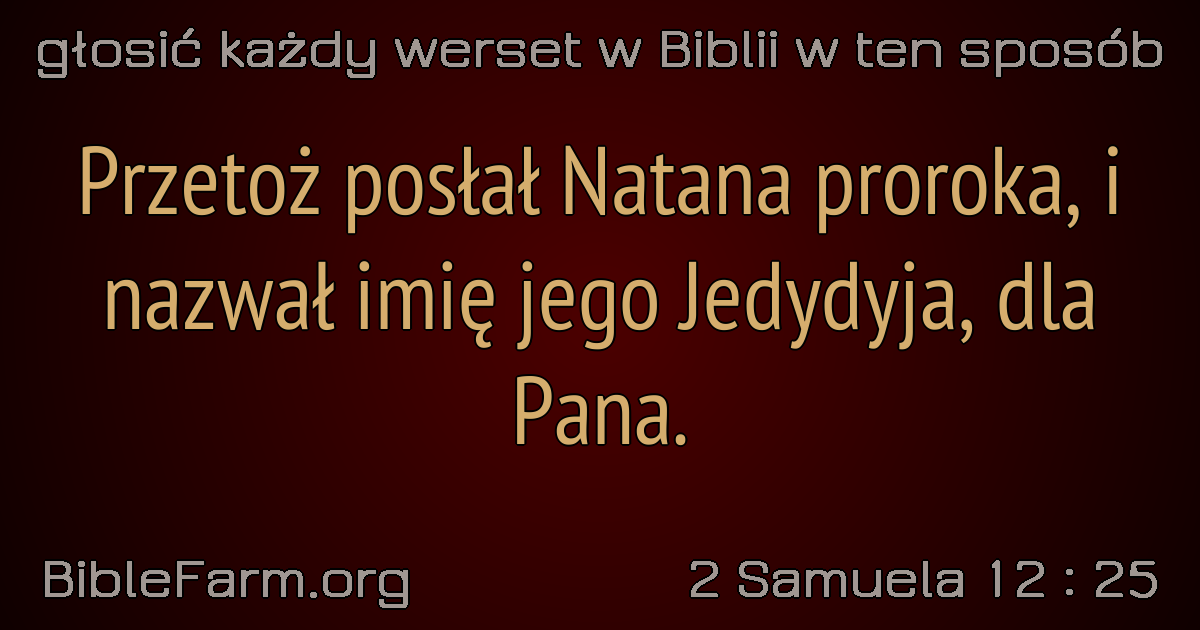 głosić każdy werset w Biblii w ten sposób
Przetoż posłał Natana proroka, i
nazwał imię jego Jedydyja, dla
Pana.
BibleFarm.org
2 Samuela 12 : 25